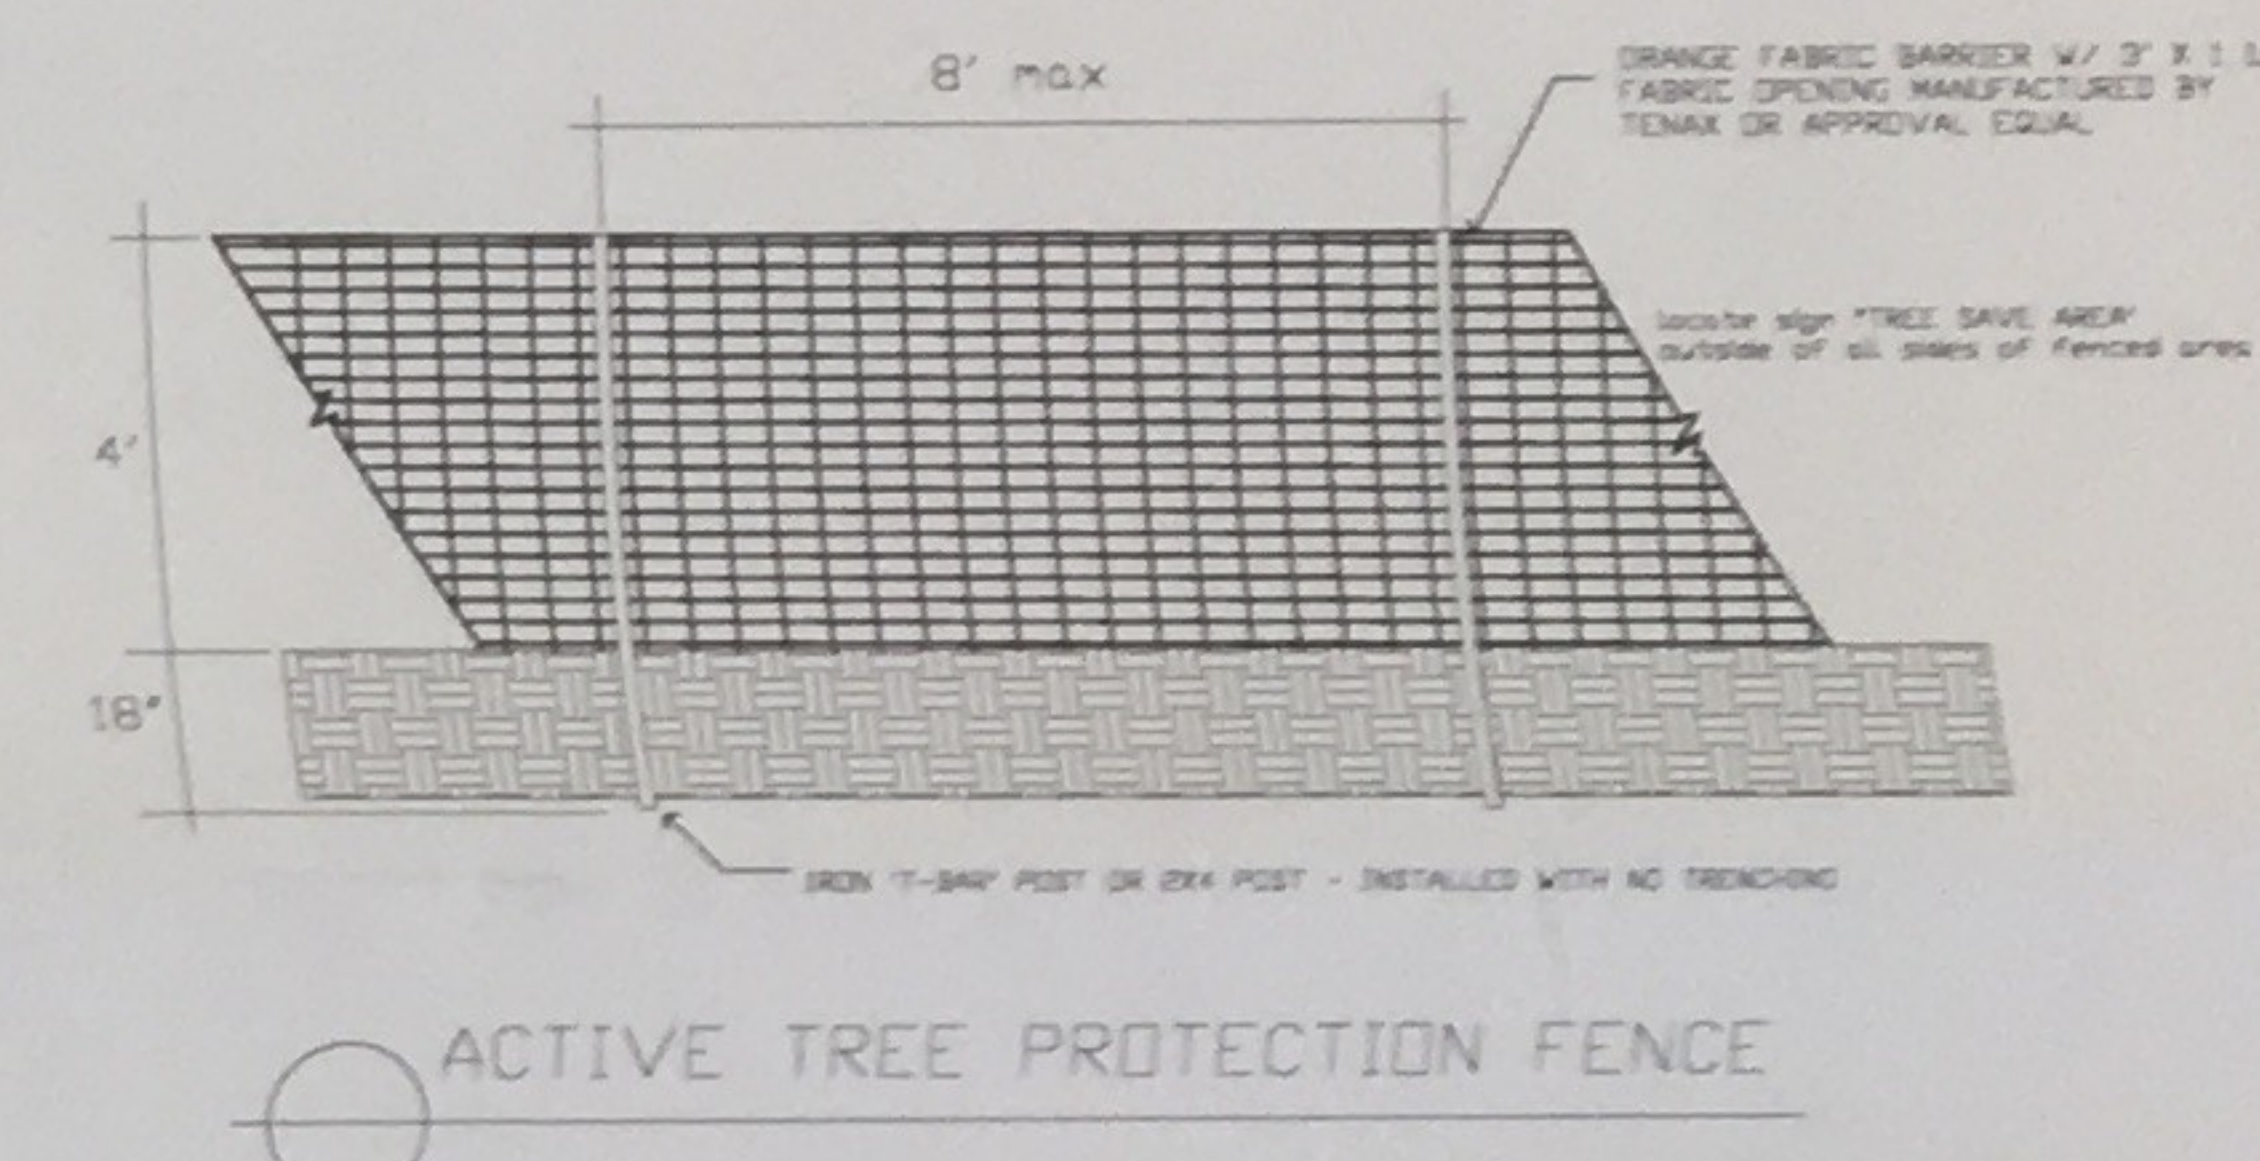 8' max
ORANGE FABRIC BARRIER W/ 3" X 1
FABRIC OPENING MANUFACTURED BY
TENAX OR APPROVAL EQUAL
locate sign "TREE SAVE AREA"
outside of all sides of fenced area
4'
18"
IRON 'T-BAR' POST OR 2X4 POST - INSTALLED WITH NO TRENCHING
ACTIVE TREE PROTECTION FENCE